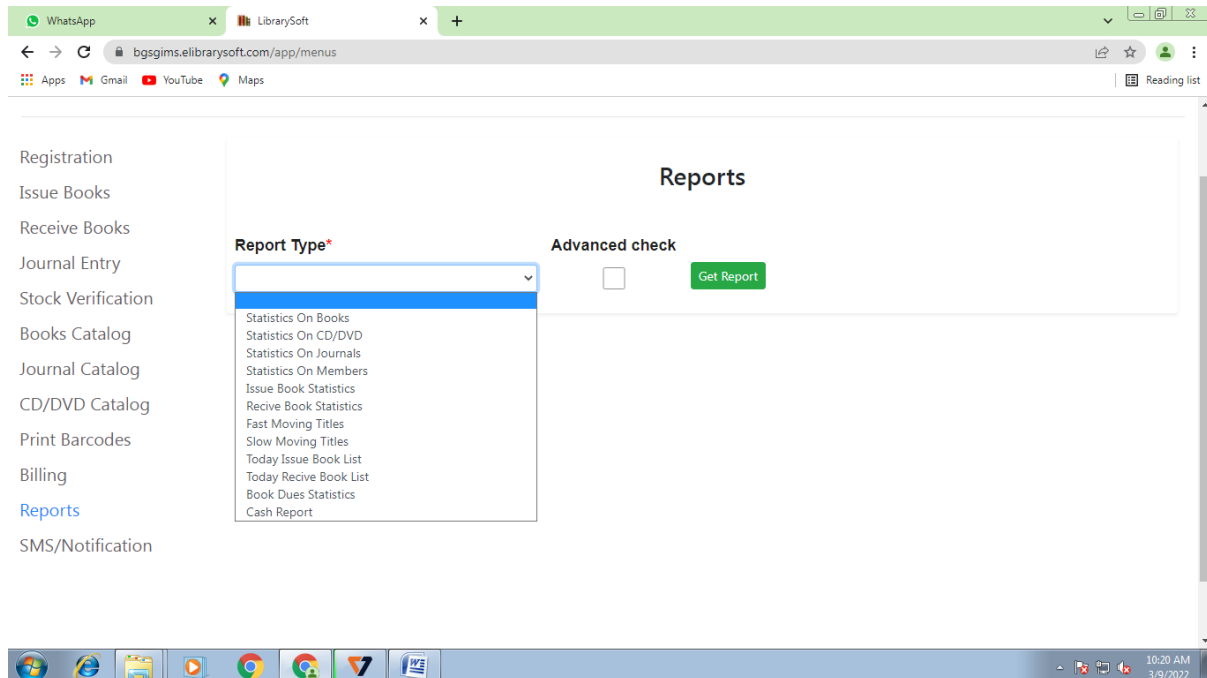 WhatsApp
LibrarySoft
bgsgims.elibrarysoft.com/app/menus
Apps Gmail YouTube Maps Reading list
Registration
Issue Books
Receive Books
Journal Entry
Stock Verification
Books Catalog
Journal Catalog
CD/DVD Catalog
Print Barcodes
Billing
Reports
SMS/Notification
Reports
Report Type* Advanced check
Get Report
Statistics On Books
Statistics On CD/DVD
Statistics On Journals
Statistics On Members
Issue Book Statistics
Recive Book Statistics
Fast Moving Titles
Slow Moving Titles
Today Issue Book List
Today Recive Book List
Book Dues Statistics
Cash Report
10:20 AM
3/9/2022